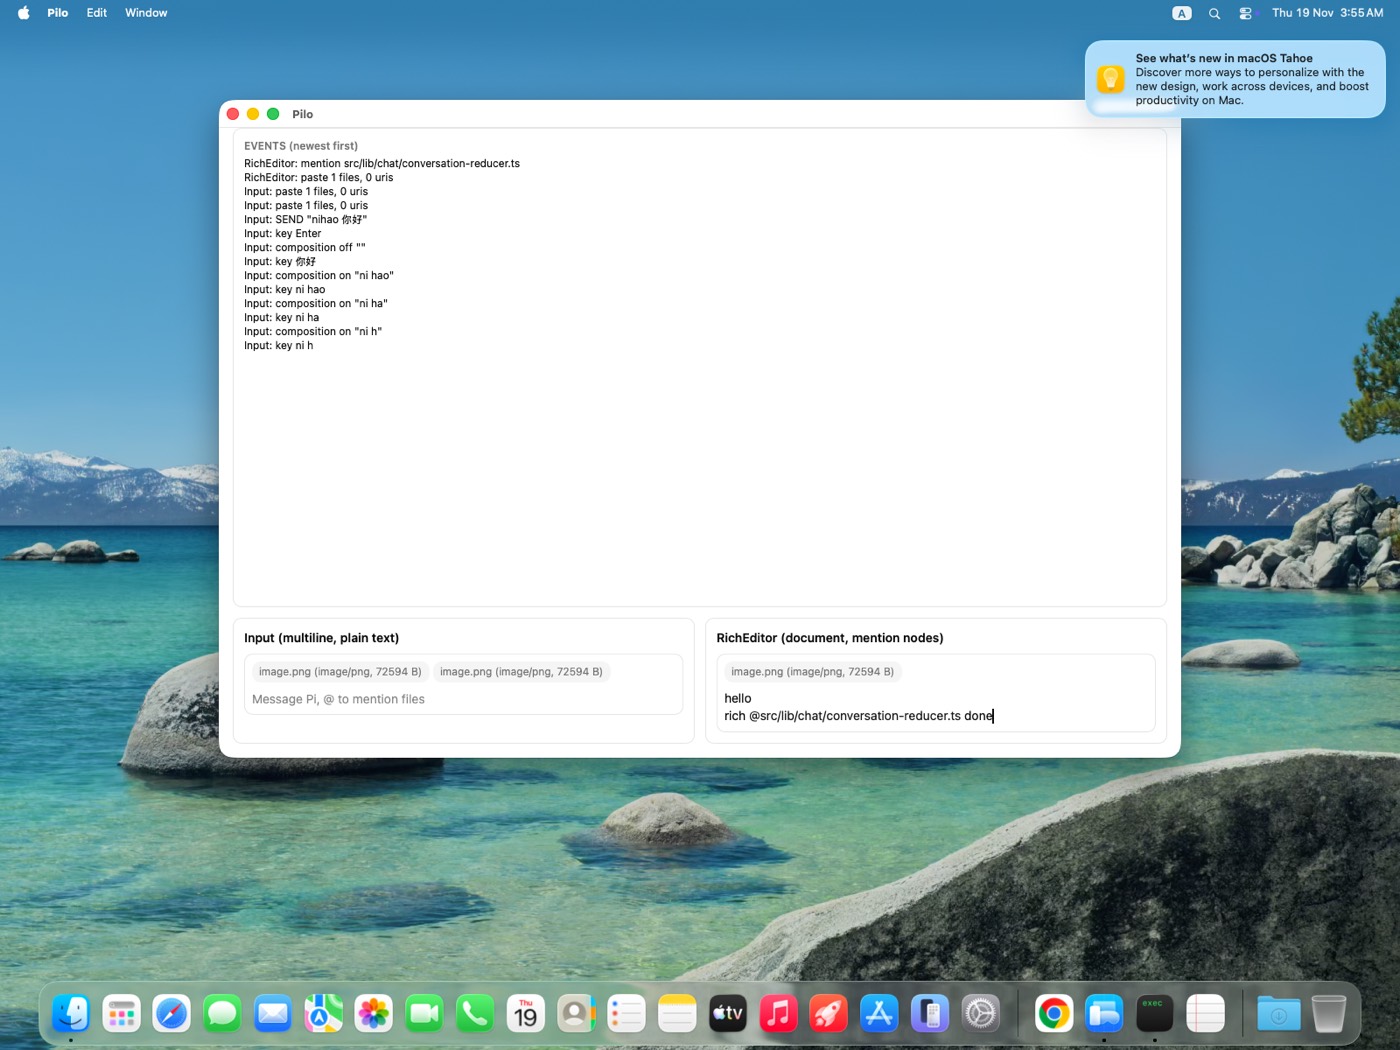 Pilo Edit Window
A
Thu 19 Nov 3:55 AM
See what's new in macOS Tahoe
Discover more ways to personalize with the
new design, work across devices, and boost
productivity on Mac.
Pilo
EVENTS (newest first)
RichEditor: mention src/lib/chat/conversation-reducer.ts
RichEditor: paste 1 files, 0 uris
Input: paste 1 files, 0 uris
Input: paste 1 files, 0 uris
Input: SEND "nihao 你好"
Input: key Enter
Input: composition off ""
Input: key 你好
Input: composition on "ni hao"
Input: key ni hao
Input: composition on "ni ha"
Input: key ni ha
Input: composition on "ni h"
Input: key ni h
Input (multiline, plain text)
image.png (image/png, 72594 B) image.png (image/png, 72594 B)
Message Pi, @ to mention files
RichEditor (document, mention nodes)
image.png (image/png, 72594 B)
hello
rich @src/lib/chat/conversation-reducer.ts done
Thu
19
tv
exec